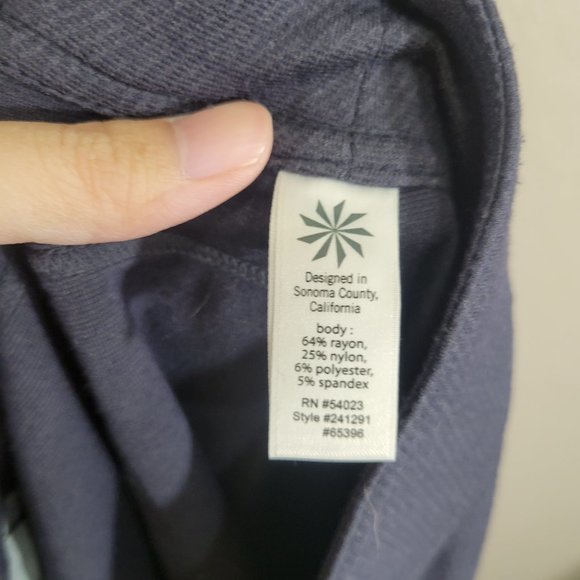 Designed in
Sonoma County,
California
body :
64% rayon,
25% nylon,
6% polyester,
5% spandex
RN #54023
Style #241291
#65396